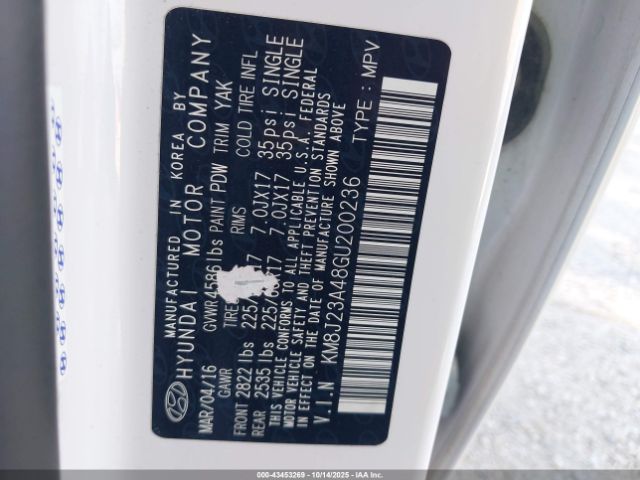 MANUFACTURED IN KOREA BY
HYUNDAI MOTOR COMPANY
MAR/04/16 GVWR 4586 lbs PAINT PDW TRIM YAK
GAWR TIRE RIMS COLD TIRE INFL
FRONT 2822 lbs 225 17 7.0JX17 35psi SINGLE
REAR 2535 lbs 225 17 7.0JX17 35psi SINGLE
THIS VEHICLE CONFORMS TO ALL APPLICABLE U.S.A. FEDERAL
MOTOR VEHICLE SAFETY AND THEFT PREVENTION STANDARDS
IN EFFECT ON THE DATE OF MANUFACTURE SHOWN ABOVE
V.I.N KM8J23A48GU200236 TYPE : MPV
000-43453269 - 10/14/2025 - IAAI.COM